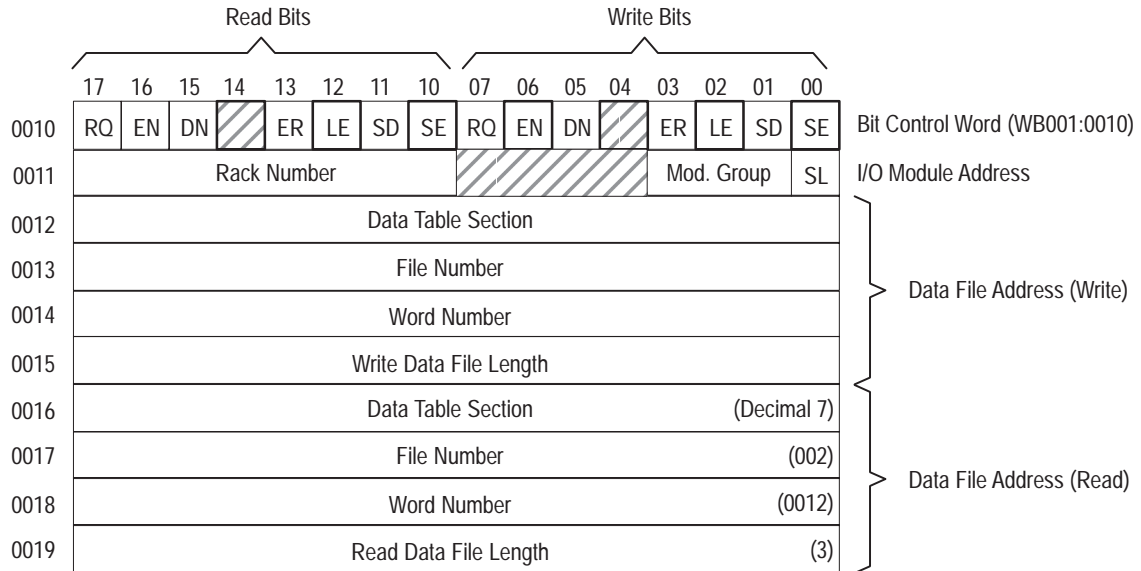 Read Bits Write Bits
17 16 15 14 13 12 11 10 07 06 05 04 03 02 01 00
0010 RQ EN DN ER LE SD SE RQ EN DN ER LE SD SE Bit Control Word (WB001:0010)
0011 Rack Number Mod. Group SL I/O Module Address
0012 Data Table Section
0013 File Number
Data File Address (Write)
0014 Word Number
0015 Write Data File Length
0016 Data Table Section (Decimal 7)
0017 File Number (002)
Data File Address (Read)
0018 Word Number (0012)
0019 Read Data File Length (3)